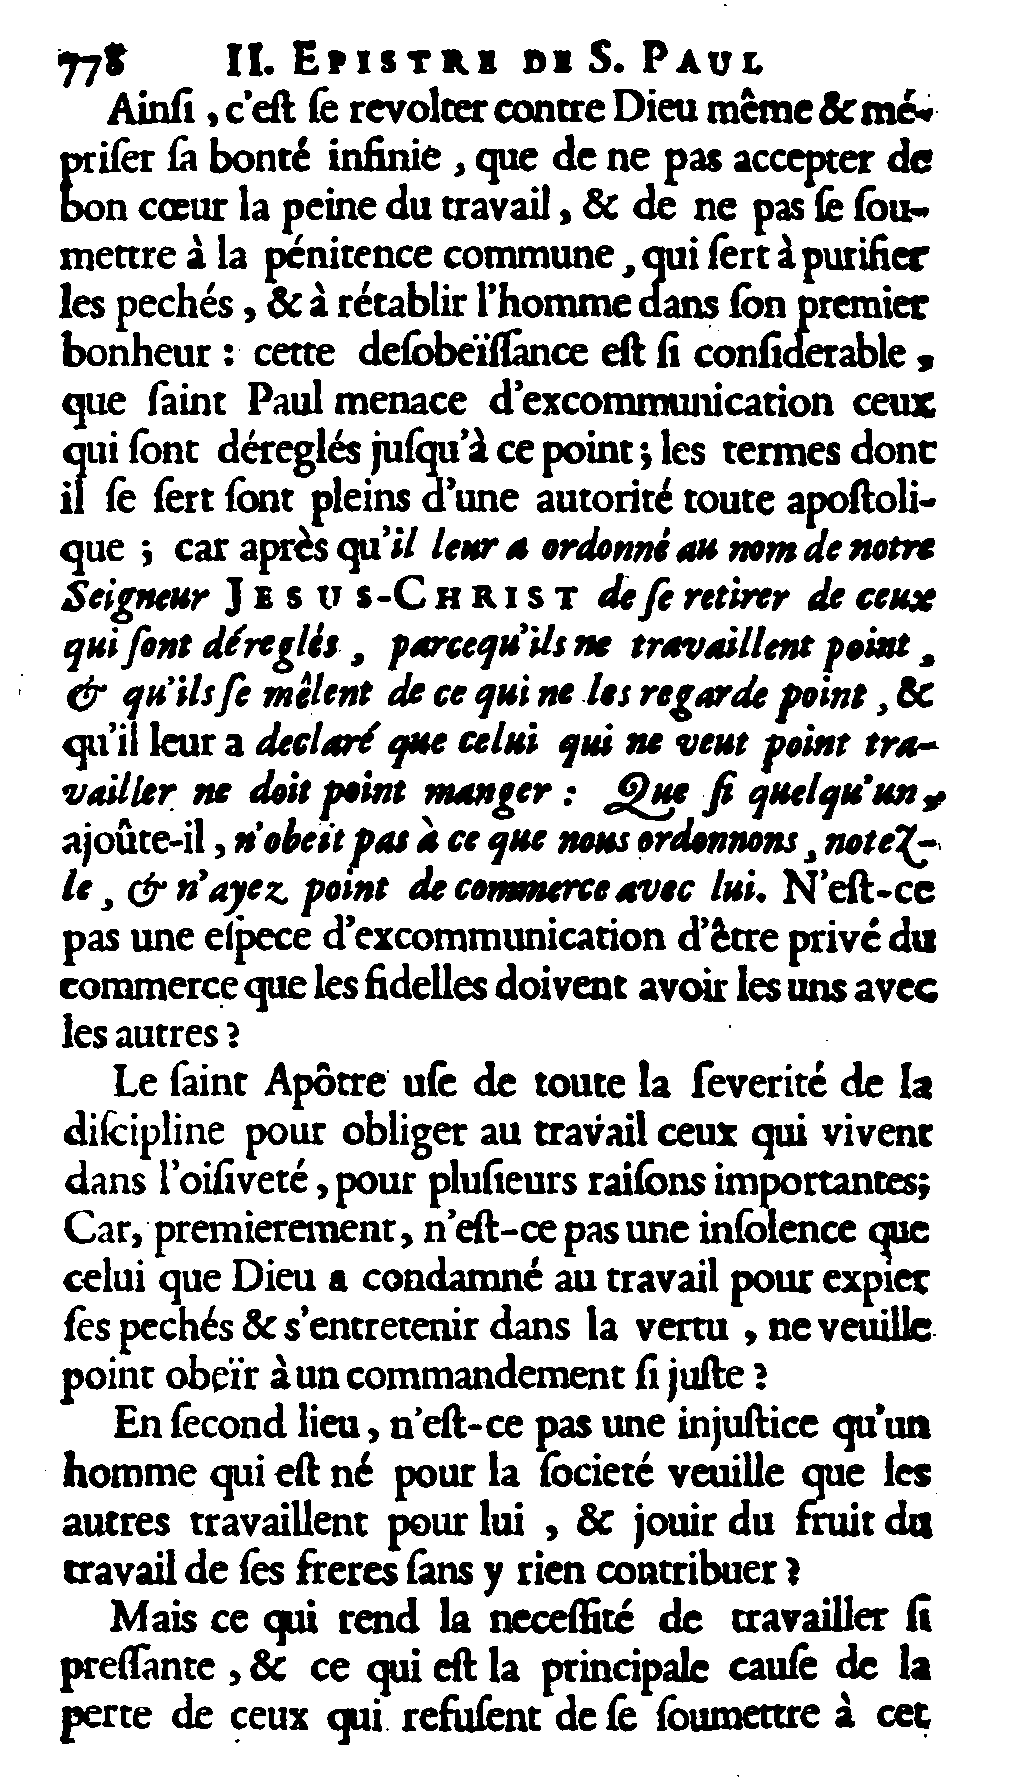 778 II. EPISTRE DE S. PAUL
Ainſi, c'eſt ſe revolter contre Dieu même & mé-
priſer ſa bonté infinie, que de ne pas accepter de
bon cœur la peine du travail, & de ne pas ſe ſou-
mettre à la pénitence commune, qui ſert à purifier
les pechés, & à rétablir l'homme dans ſon premier
bonheur : cette deſobeïſſance eſt ſi conſiderable,
que ſaint Paul menace d'excommunication ceux
qui ſont déreglés juſqu'à ce point; les termes dont
il ſe ſert ſont pleins d'une autorité toute apoſtoli-
que ; car après qu'il leur a ordonné au nom de notre
Seigneur JESUS-CHRIST de ſe retirer de ceux
qui ſont déreglés, parcequ'ils ne travaillent point,
& qu'ils ſe mêlent de ce qui ne les regarde point, &
qu'il leur a declaré que celui qui ne veut point tra-
vailler ne doit point manger : Que ſi quelqu'un,
ajoûte-il, n'obeït pas à ce que nous ordonnons, notez-
le, & n'ayez point de commerce avec lui. N'eſt-ce
pas une eſpece d'excommunication d'être privé du
commerce que les fidelles doivent avoir les uns avec
les autres ?
Le ſaint Apôtre uſe de toute la ſeverité de la
diſcipline pour obliger au travail ceux qui vivent
dans l'oiſiveté, pour pluſieurs raiſons importantes;
Car, premierement, n'eſt-ce pas une inſolence que
celui que Dieu a condamné au travail pour expier
ſes pechés & s'entretenir dans la vertu, ne veuille
point obeïr à un commandement ſi juſte ?
En ſecond lieu, n'eſt-ce pas une injuſtice qu'un
homme qui eſt né pour la ſocieté veuille que les
autres travaillent pour lui, & jouir du fruit du
travail de ſes freres ſans y rien contribuer ?
Mais ce qui rend la neceſſité de travailler ſi
preſſante, & ce qui eſt la principale cauſe de la
perte de ceux qui refuſent de ſe ſoumettre à cet